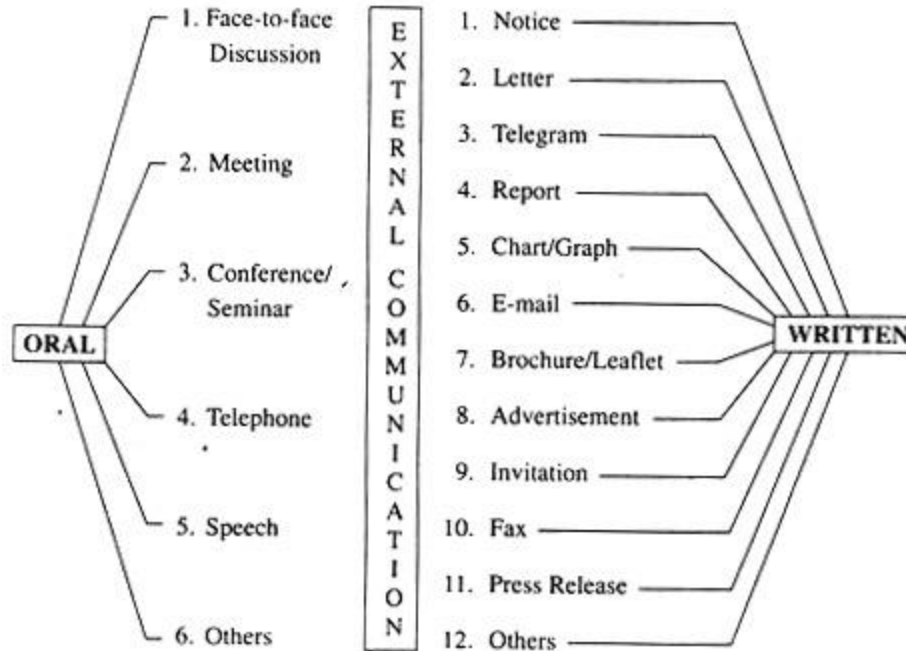 ORAL
1. Face-to-face
Discussion
2. Meeting
3. Conference/
Seminar
4. Telephone
5. Speech
6. Others
EXTERNAL COMMUNICATION
1. Notice
2. Letter
3. Telegram
4. Report
5. Chart/Graph
6. E-mail
7. Brochure/Leaflet
8. Advertisement
9. Invitation
10. Fax
11. Press Release
12. Others
WRITTEN